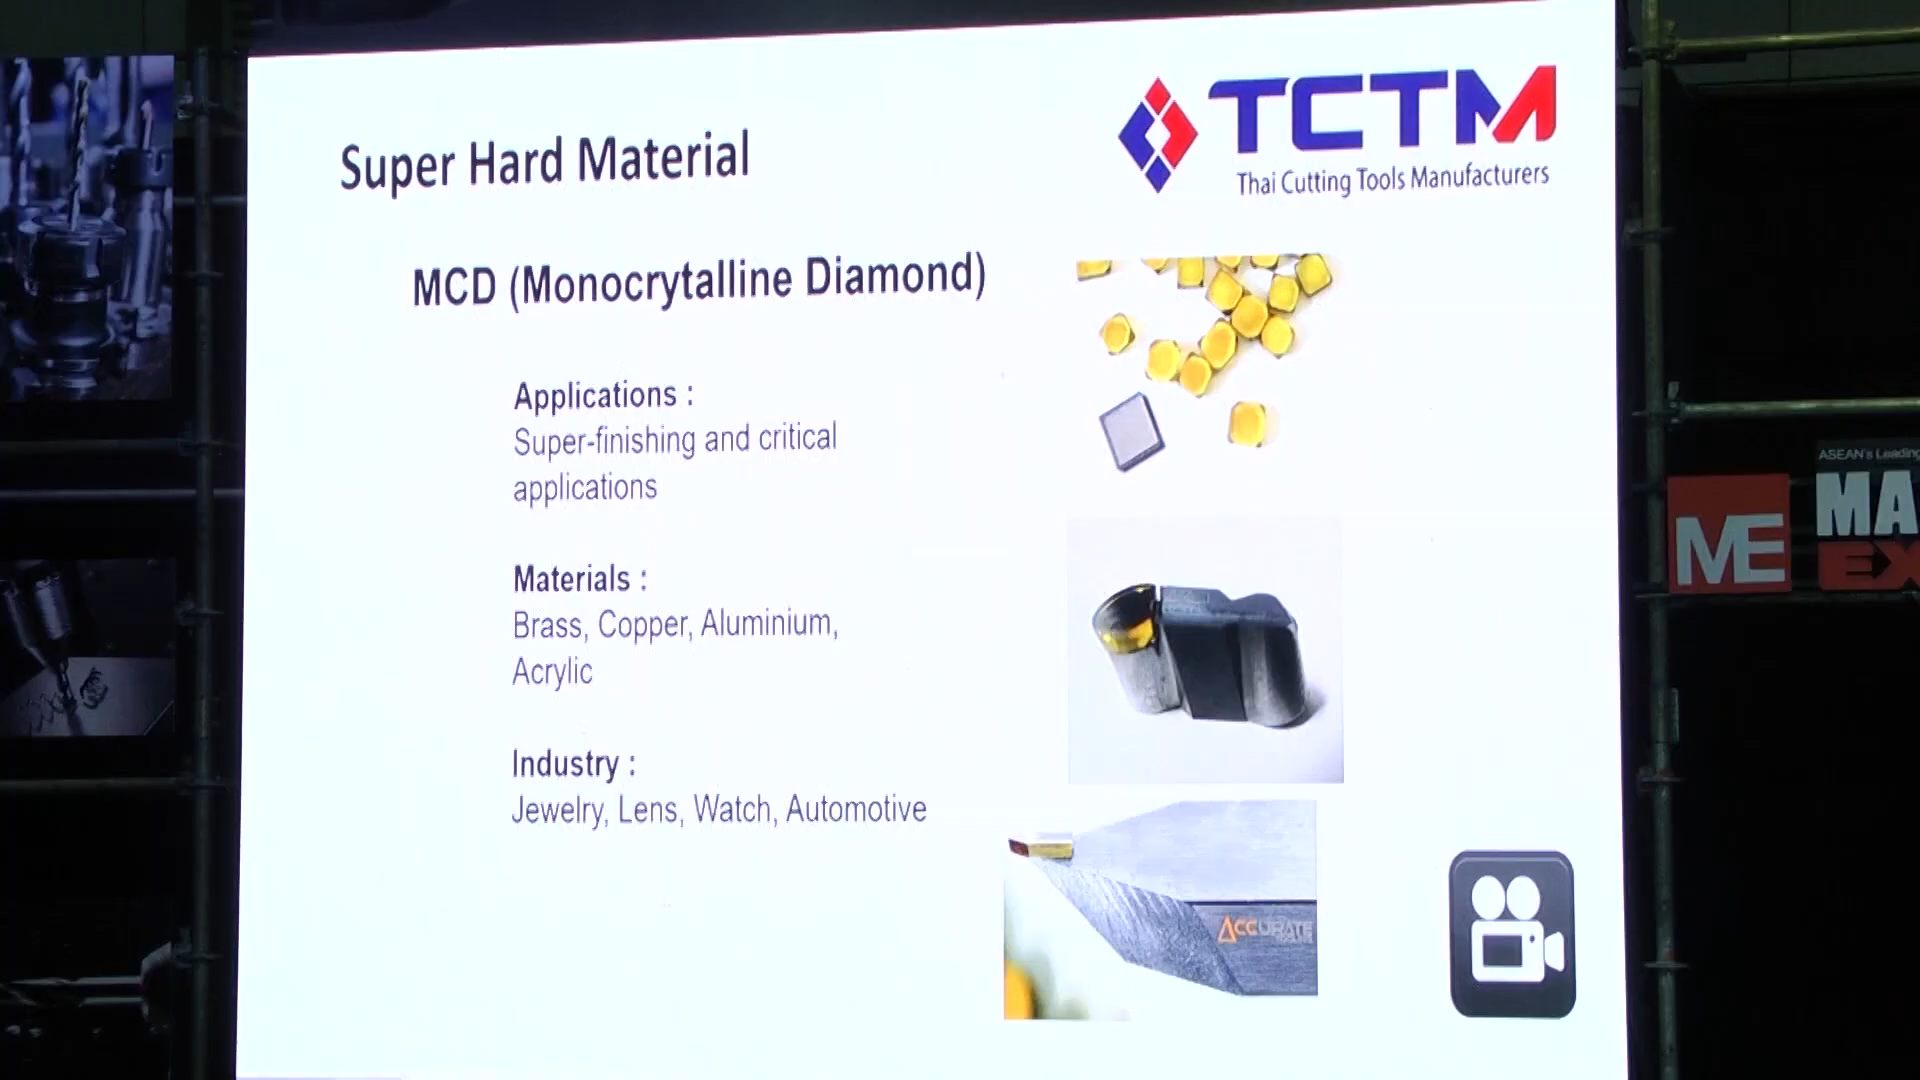 TCTM
Thai Cutting Tools Manufacturers
Super Hard Material
MCD (Monocrytalline Diamond)
Applications :
Super-finishing and critical
applications
Materials :
Brass, Copper, Aluminium,
Acrylic
Industry :
Jewelry, Lens, Watch, Automotive
ACCURATE
ASEAN's Leading
ME
MA
EX